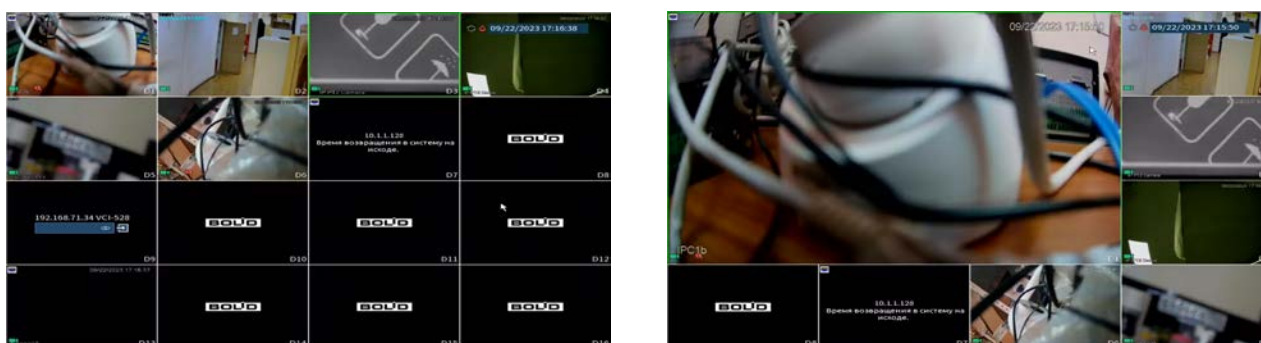 09/22/2023 17:16:38
D1
D2
D3
D4
D5
D6
10.1.1.120
Время возвращения в систему на
исходе.
D7
BOLID
D8
192.168.71.34 VCI-528
D9
BOLID
D10
BOLID
D11
BOLID
D12
D13
BOLID
D14
BOLID
D15
BOLID
D16
09/22/2023 17:15:50
09/22/2023 17:15:50
IPC1b
BOLID
D8
10.1.1.120
Время возвращения в систему на
исходе.
D7
D6